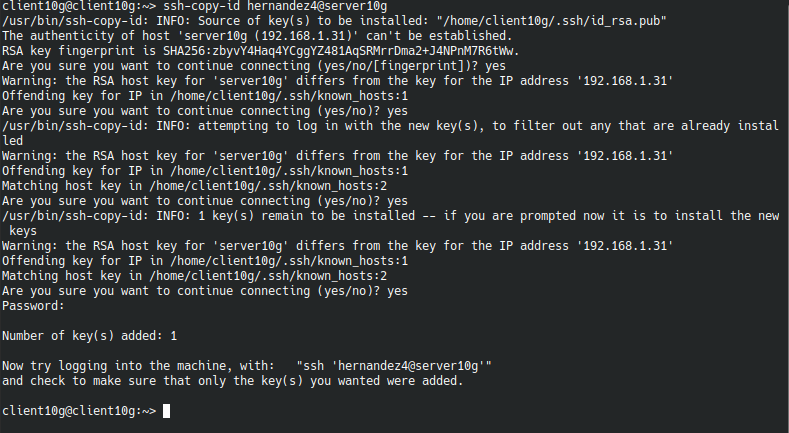 client10g@client10g:~> ssh-copy-id hernandez4@server10g
/usr/bin/ssh-copy-id: INFO: Source of key(s) to be installed: "/home/client10g/.ssh/id_rsa.pub"
The authenticity of host 'server10g (192.168.1.31)' can't be established.
RSA key fingerprint is SHA256:zbyvY4Haq4YCggYZ481AqSRMrrDma2+J4NPnM7R6tWw.
Are you sure you want to continue connecting (yes/no/[fingerprint])? yes
Warning: the RSA host key for 'server10g' differs from the key for the IP address '192.168.1.31'
Offending key for IP in /home/client10g/.ssh/known_hosts:1
Are you sure you want to continue connecting (yes/no)? yes
/usr/bin/ssh-copy-id: INFO: attempting to log in with the new key(s), to filter out any that are already instal
led
Warning: the RSA host key for 'server10g' differs from the key for the IP address '192.168.1.31'
Offending key for IP in /home/client10g/.ssh/known_hosts:1
Matching host key in /home/client10g/.ssh/known_hosts:2
Are you sure you want to continue connecting (yes/no)? yes
/usr/bin/ssh-copy-id: INFO: 1 key(s) remain to be installed -- if you are prompted now it is to install the new
 keys
Warning: the RSA host key for 'server10g' differs from the key for the IP address '192.168.1.31'
Offending key for IP in /home/client10g/.ssh/known_hosts:1
Matching host key in /home/client10g/.ssh/known_hosts:2
Are you sure you want to continue connecting (yes/no)? yes
Password:

Number of key(s) added: 1

Now try logging into the machine, with:   "ssh 'hernandez4@server10g'"
and check to make sure that only the key(s) you wanted were added.

client10g@client10g:~>